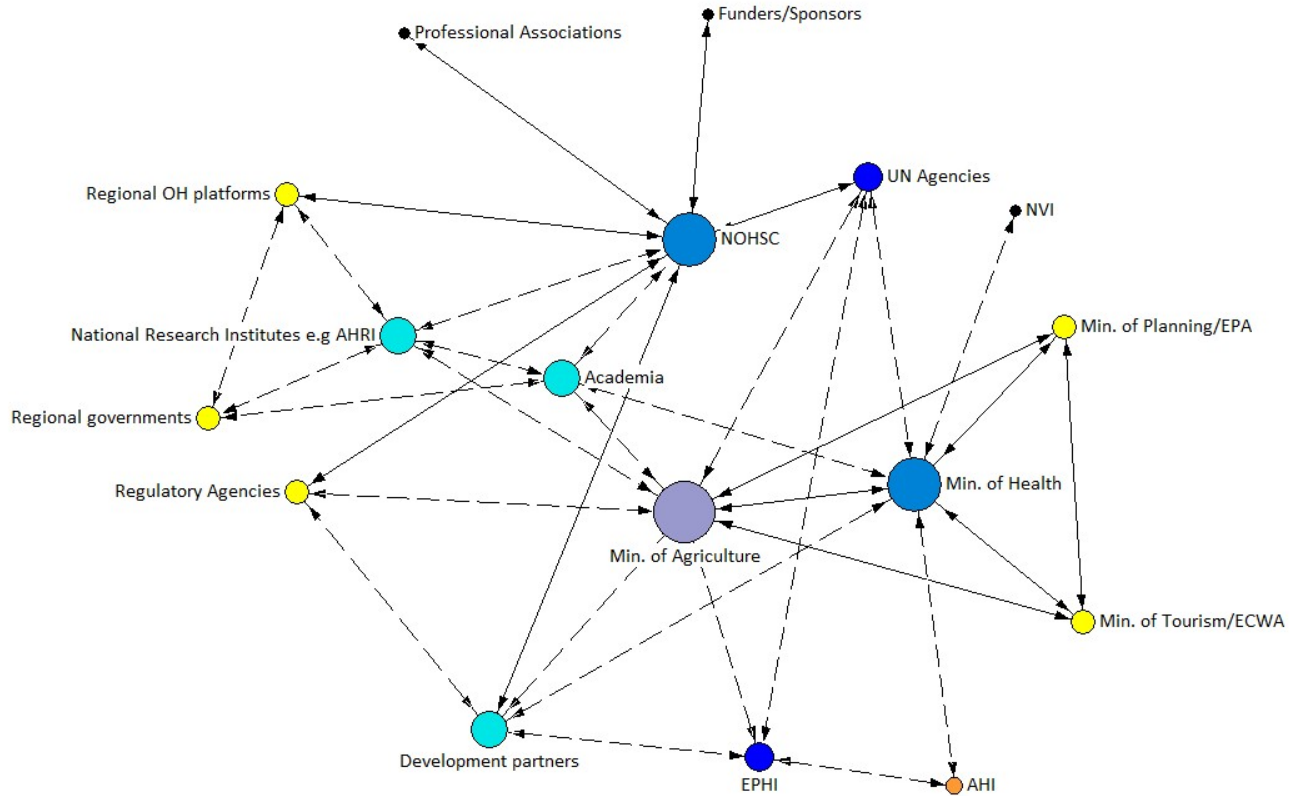 Funders/Sponsors
Professional Associations
UN Agencies
Regional OH platforms
NVI
NOHSC
Min. of Planning/EPA
National Research Institutes e.g AHRI
Academia
Regional governments
Min. of Health
Regulatory Agencies
Min. of Agriculture
Min. of Tourism/ECWA
Development partners
EPHI
AHI